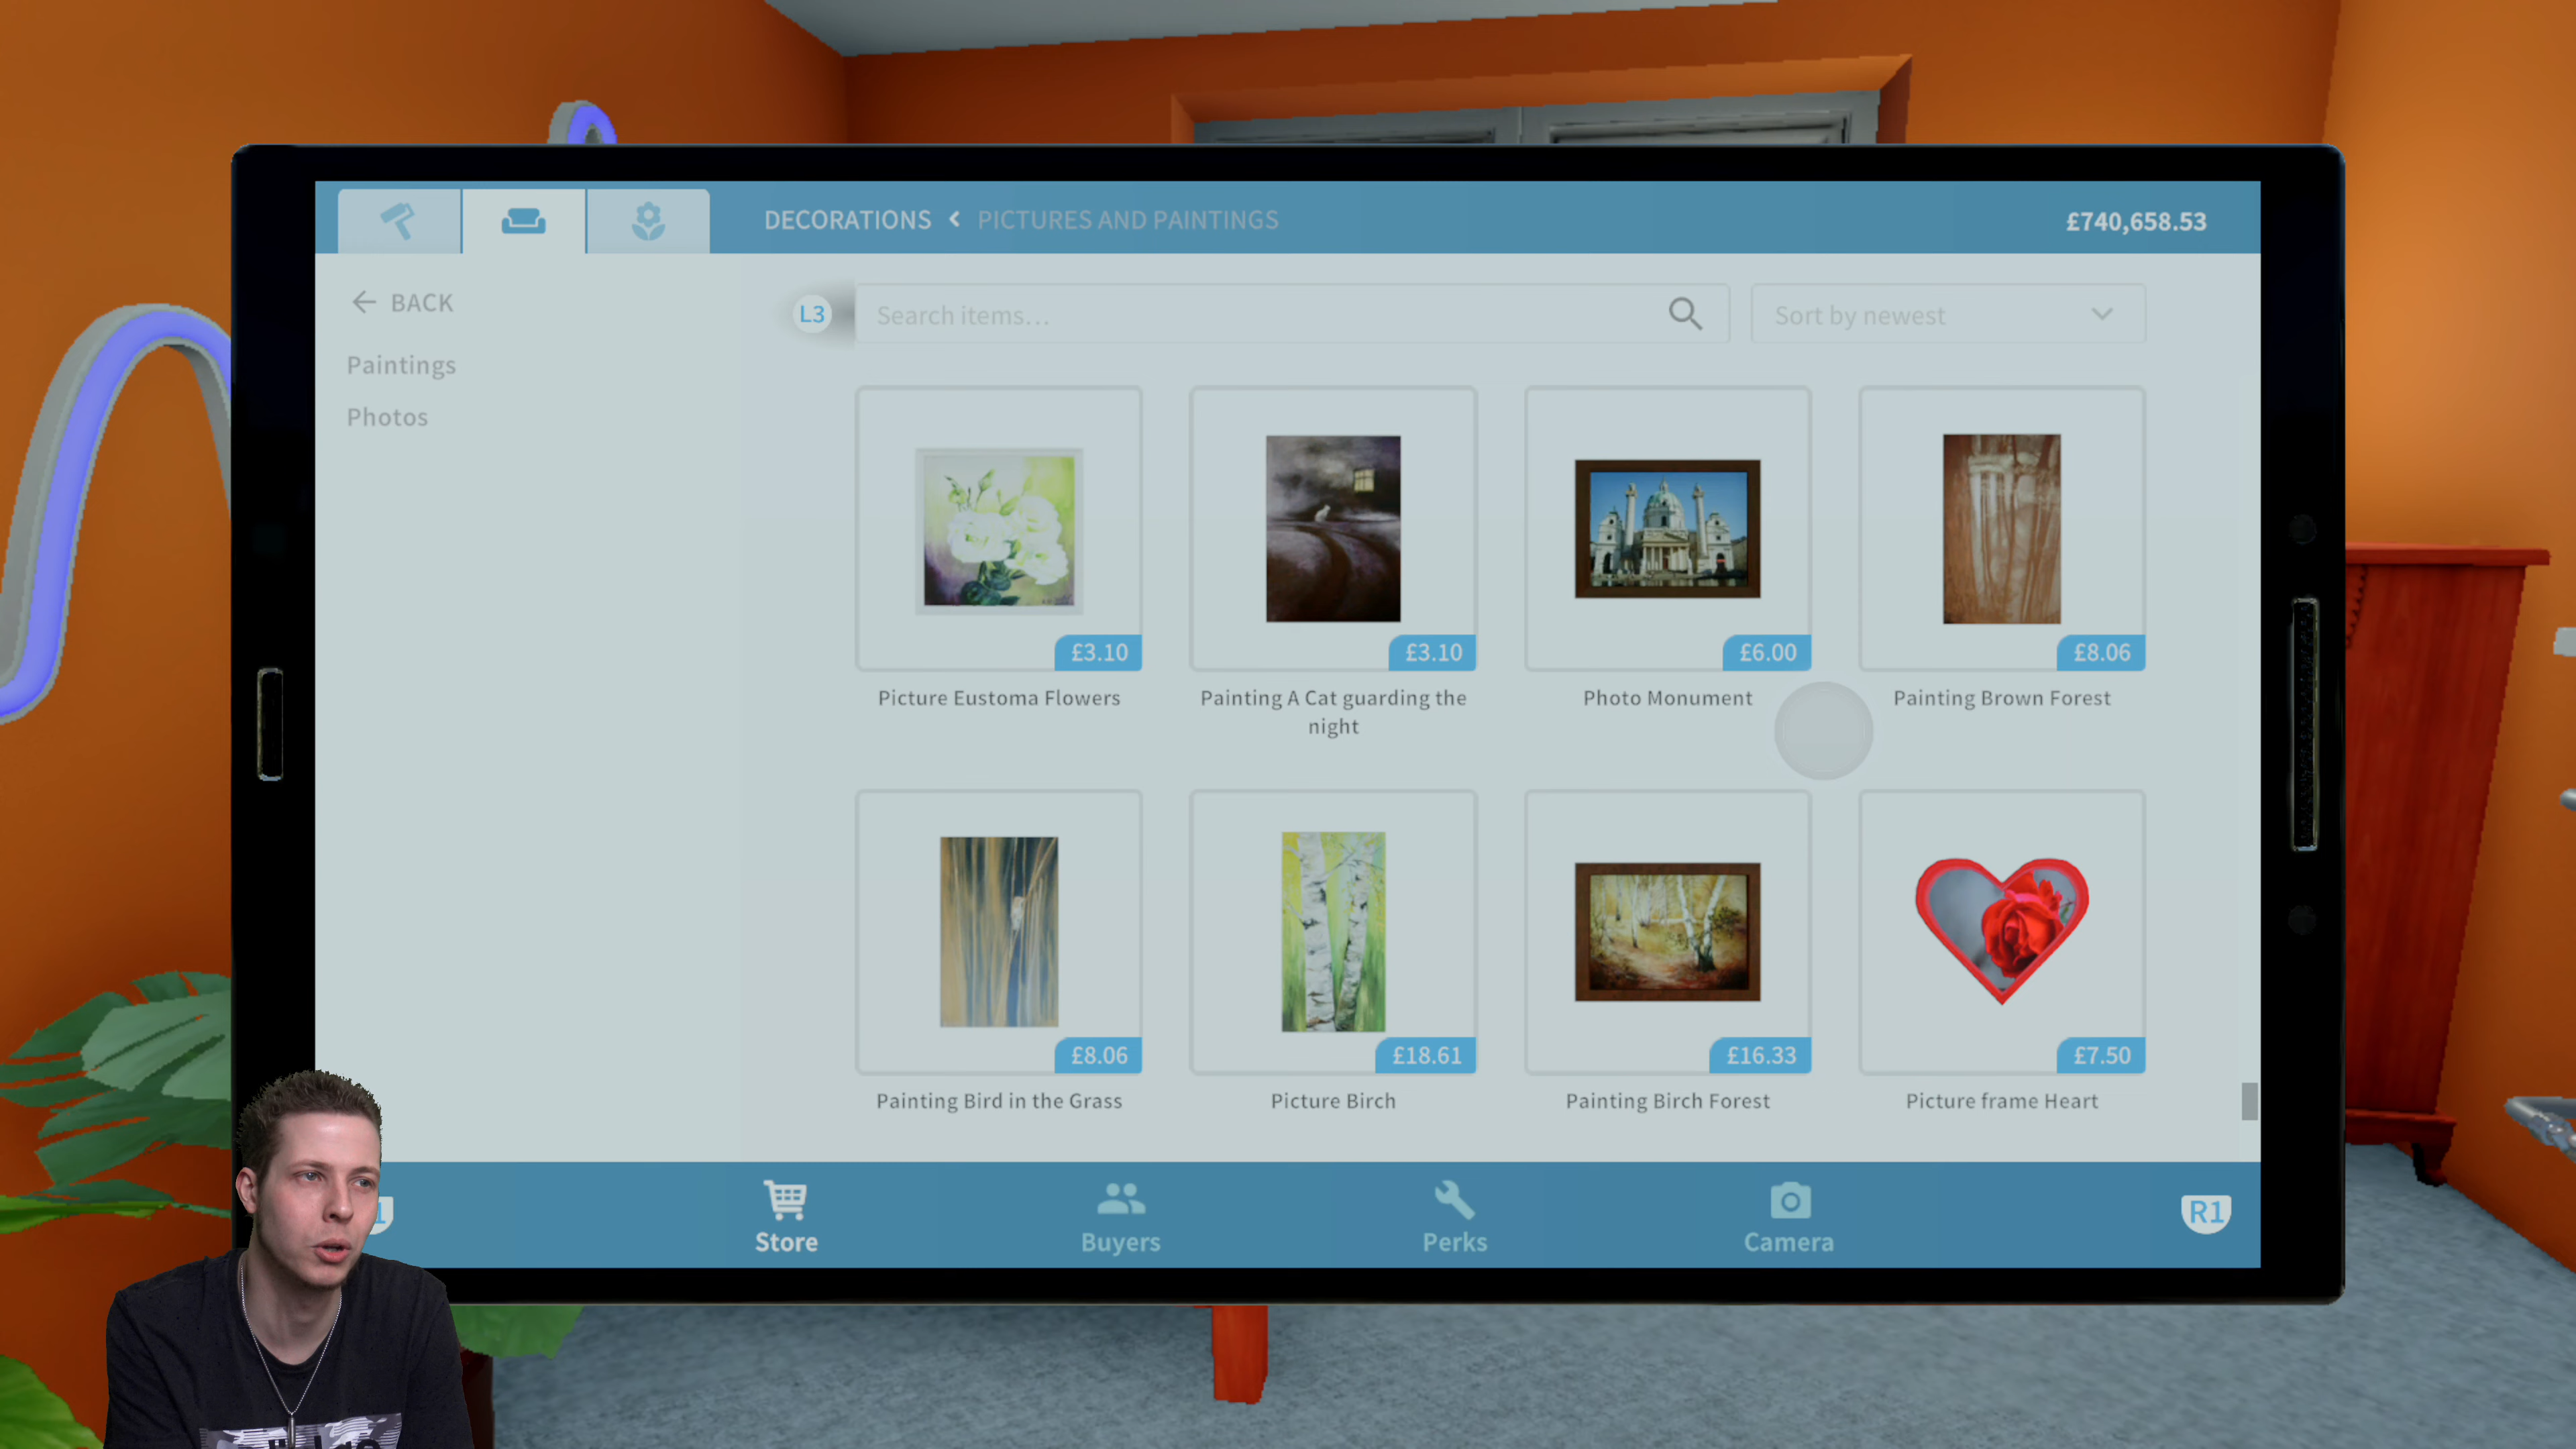 DECORATIONS < PICTURES AND PAINTINGS
£740,658.53
BACK
Paintings
Photos
L3
Search items...
Sort by newest
£3.10
£3.10
£6.00
£8.06
Picture Eustoma Flowers
Painting A Cat guarding the
night
Photo Monument
Painting Brown Forest
£8.06
£18.61
£16.33
£7.50
Painting Bird in the Grass
Picture Birch
Painting Birch Forest
Picture frame Heart
Store
Buyers
Perks
Camera
R1